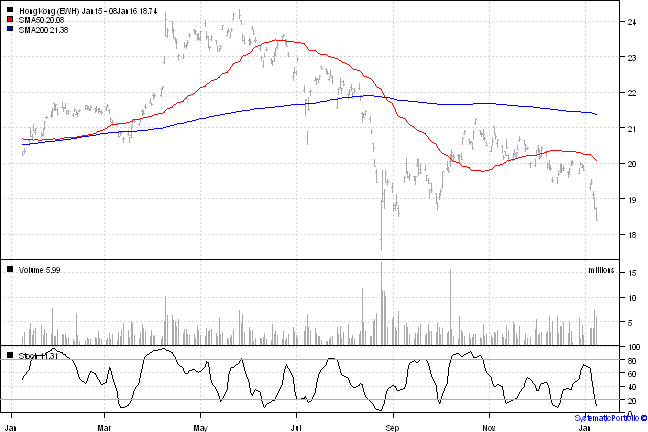 Hong Kong (EWH) Jan 15 - 08Jan16 18.74
SMA50 20.08
SMA200 21.38
24
23
22
21
20
19
18
Volume 5.99
millions
15
10
5
Stoch 11.31
100
80
60
40
20
0
Jan Mar May Jul Sep Nov Jan
SystematicPortfolio ©